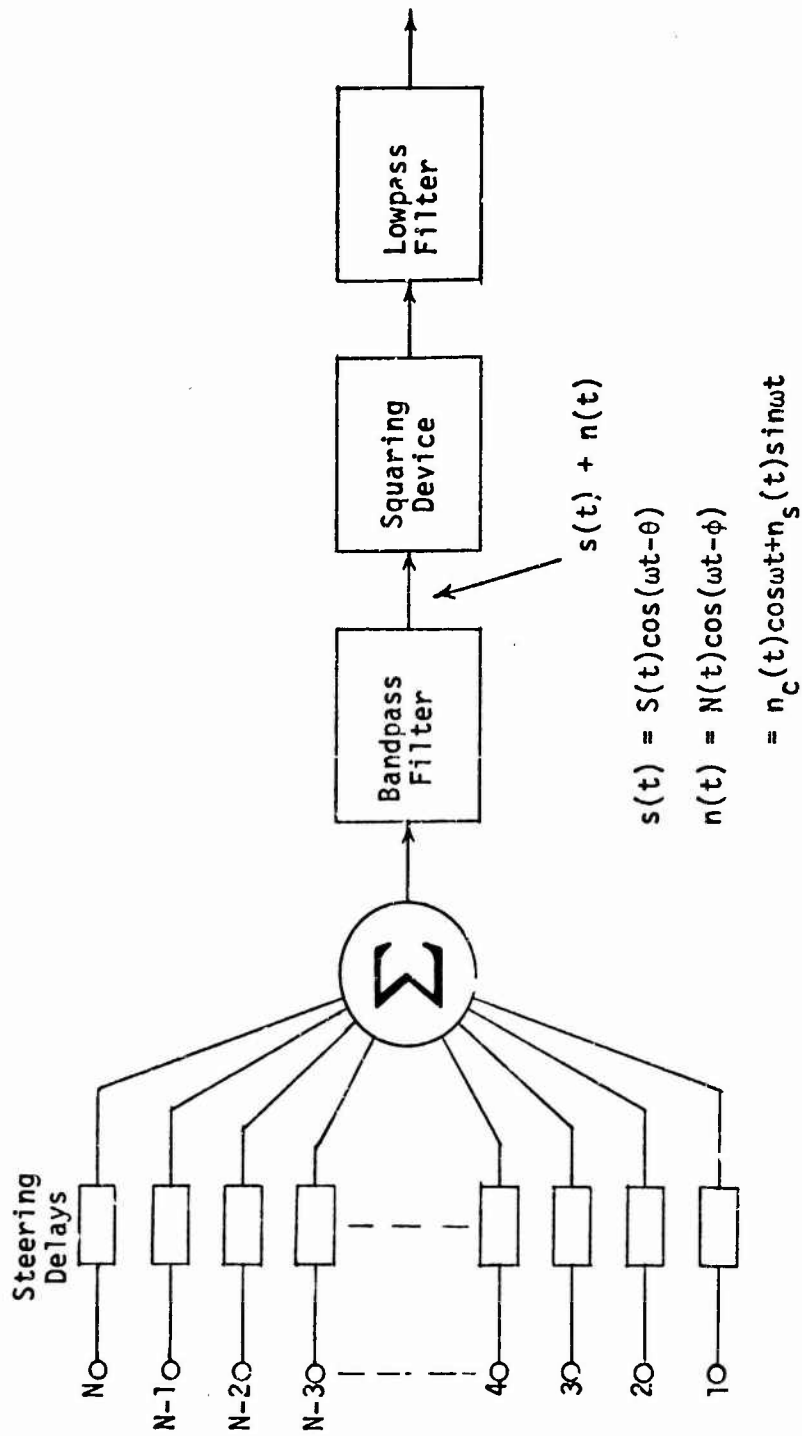 Steering
Delays
N
N-1
N-2
N-3
4
3
2
1
Σ
Bandpass
Filter
Squaring
Device
Lowpass
Filter
s(t) + n(t)
s(t) = S(t)cos(ωt-θ)
n(t) = N(t)cos(ωt-ϕ)
= n_c(t)cosωt+n_s(t)sinωt